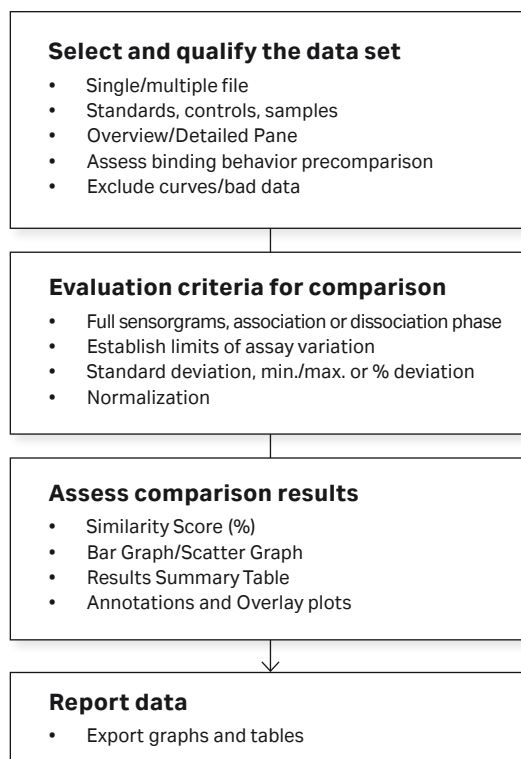 Select and qualify the data set
• Single/multiple file
• Standards, controls, samples
• Overview/Detailed Pane
• Assess binding behavior precomparison
• Exclude curves/bad data
Evaluation criteria for comparison
• Full sensorgrams, association or dissociation phase
• Establish limits of assay variation
• Standard deviation, min./max. or % deviation
• Normalization
Assess comparison results
• Similarity Score (%)
• Bar Graph/Scatter Graph
• Results Summary Table
• Annotations and Overlay plots
Report data
• Export graphs and tables